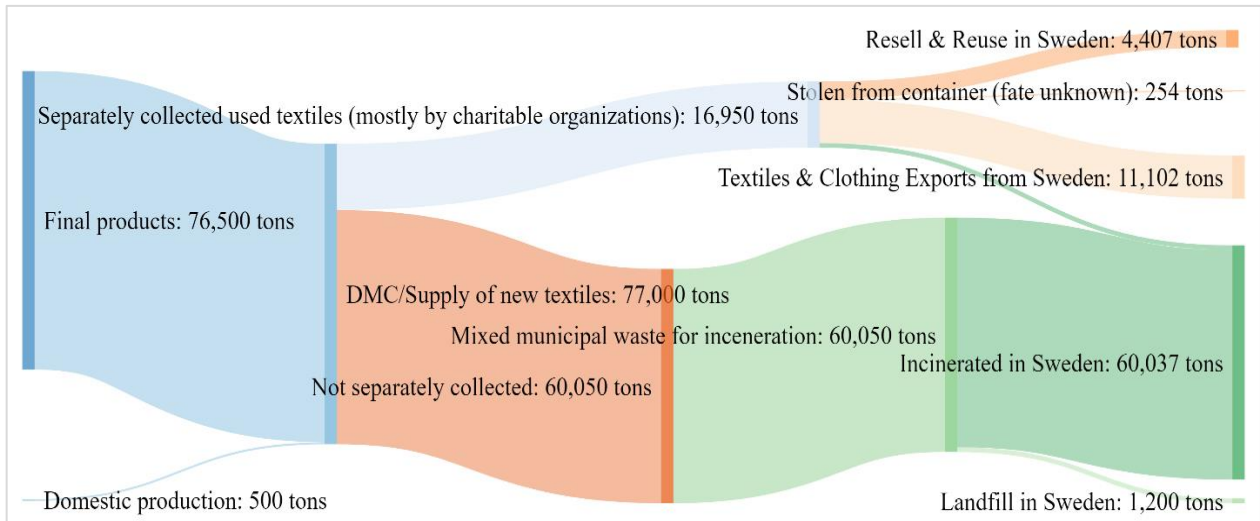 Resell & Reuse in Sweden: 4,407 tons
Stolen from container (fate unknown): 254 tons
Separately collected used textiles (mostly by charitable organizations): 16,950 tons
Textiles & Clothing Exports from Sweden: 11,102 tons
Final products: 76,500 tons
DMC/Supply of new textiles: 77,000 tons
Mixed municipal waste for inceneration: 60,050 tons
Incinerated in Sweden: 60,037 tons
Not separately collected: 60,050 tons
Domestic production: 500 tons
Landfill in Sweden: 1,200 tons